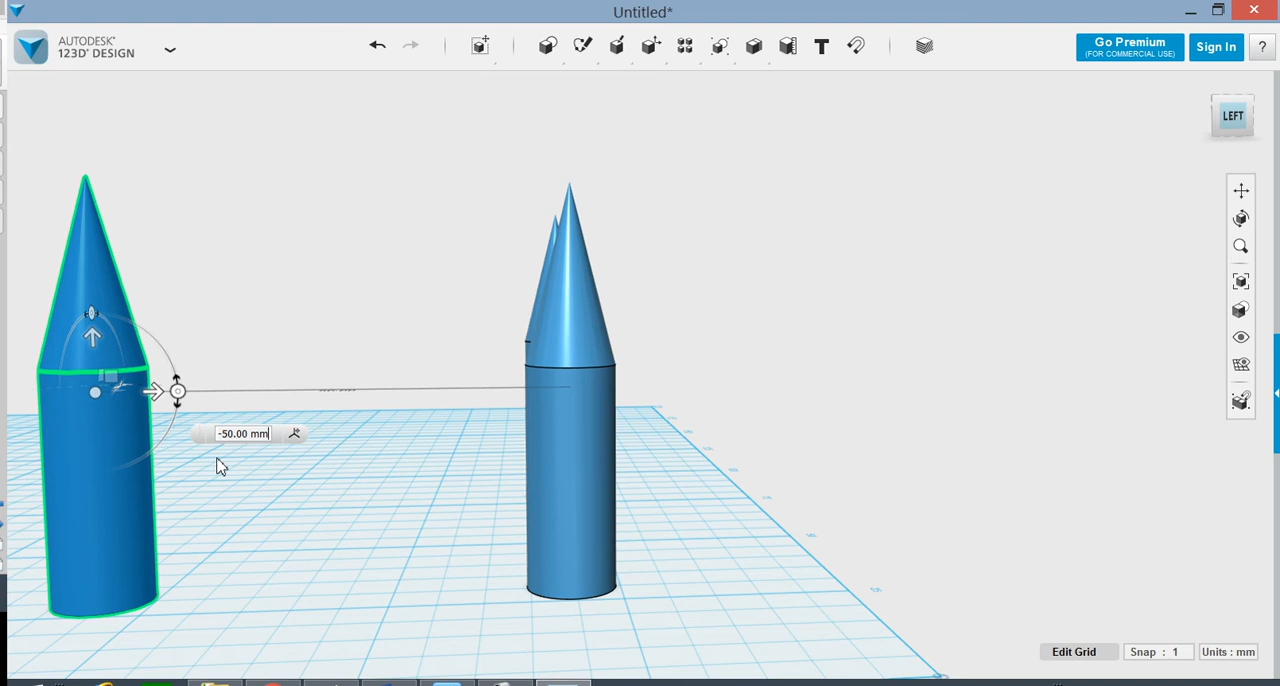 Untitled*
AUTODESK®
123D® DESIGN
Go Premium
(FOR COMMERCIAL USE)
Sign In
?
LEFT
-50.00 mm
Edit Grid
Snap : 1
Units : mm